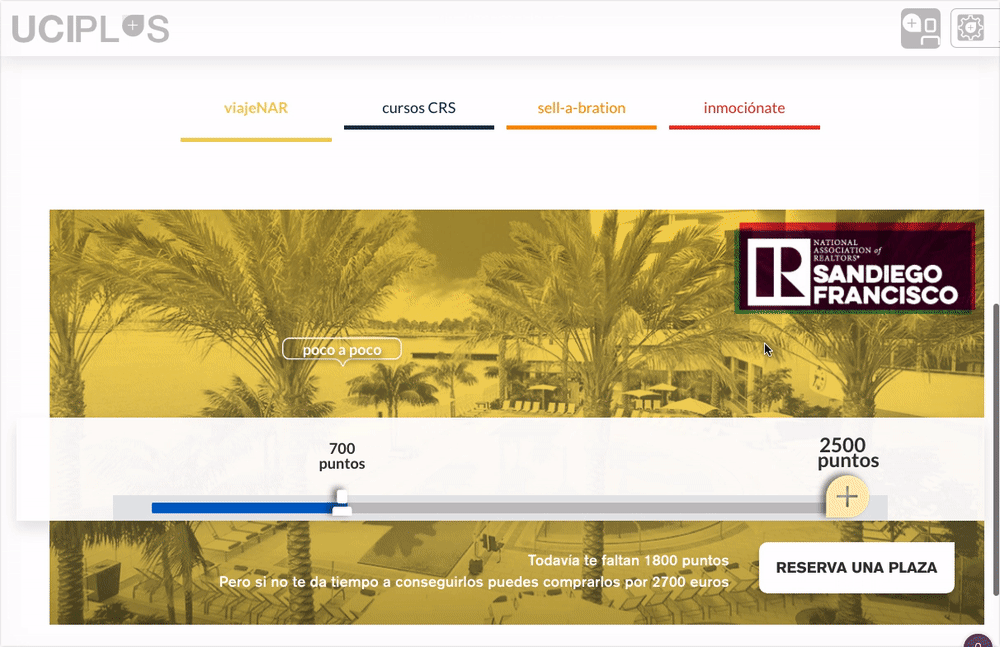 UCIPLUS
viajeNAR
cursos CRS
sell-a-bration
inmociónate
NATIONAL
ASSOCIATION of
REALTORS®
SANDIEGO
FRANCISCO
poco a poco
700
puntos
2500
puntos
Todavía te faltan 1800 puntos
Pero si no te da tiempo a conseguirlos puedes comprarlos por 2700 euros
RESERVA UNA PLAZA